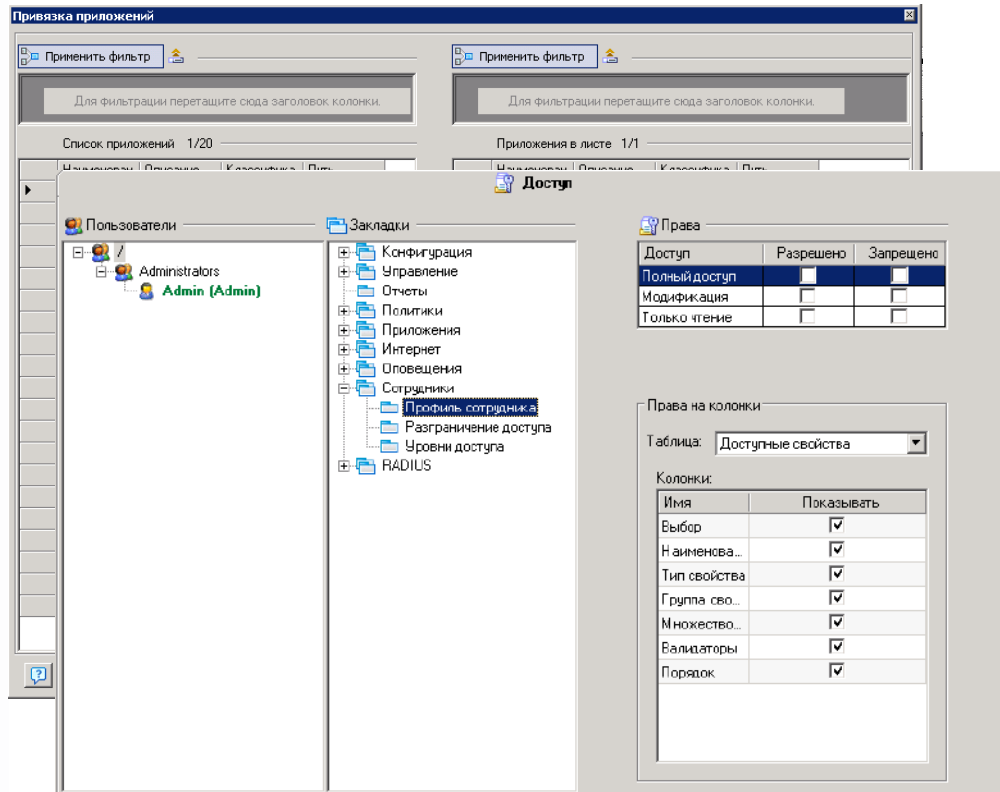 Привязка приложений
Применить фильтр
Применить фильтр
Для фильтрации перетащите сюда заголовок колонки.
Для фильтрации перетащите сюда заголовок колонки.
Список приложений 1/20
Приложения в листе 1/1
Доступ
Пользователи
/
Administrators
Admin (Admin)
Закладки
Конфигурация
Управление
Отчеты
Политики
Приложения
Интернет
Оповещения
Сотрудники
Профиль сотрудника
Разграничение доступа
Уровни доступа
RADIUS
Права
Доступ Разрешено Запрещено
Полный доступ
Модификация
Только чтение
Права на колонки
Таблица: Доступные свойства
Колонки:
Имя Показывать
Выбор
Наименова...
Тип свойства
Группа сво...
Множество...
Валидаторы
Порядок